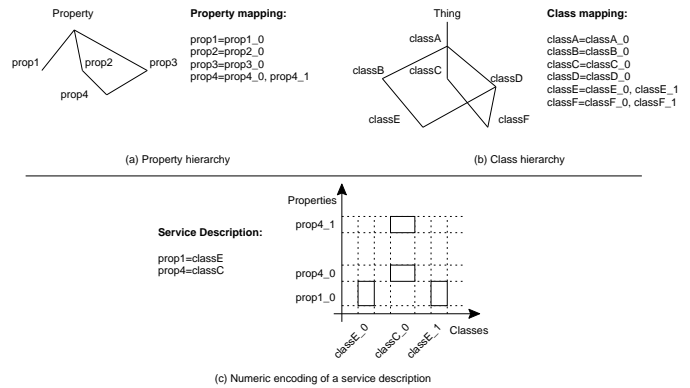 Property
prop1
prop2
prop3
prop4
Property mapping:
prop1=prop1_0
prop2=prop2_0
prop3=prop3_0
prop4=prop4_0, prop4_1
(a) Property hierarchy
Thing
classA
classB
classC
classD
classE
classF
Class mapping:
classA=classA_0
classB=classB_0
classC=classC_0
classD=classD_0
classE=classE_0, classE_1
classF=classF_0, classF_1
(b) Class hierarchy
Service Description:
prop1=classE
prop4=classC
Properties
prop4_1
prop4_0
prop1_0
classE_0
classC_0
classE_1
Classes
(c) Numeric encoding of a service description